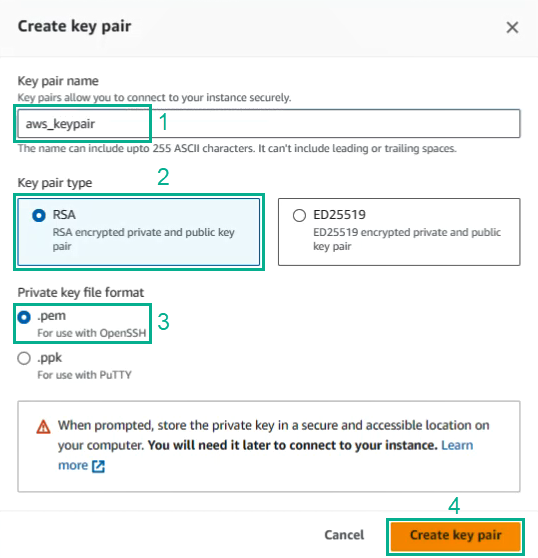 Create key pair
Key pair name
Key pairs allow you to connect to your instance securely.
aws_keypair
1
The name can include upto 255 ASCII characters. It can't include leading or trailing spaces.
2
Key pair type
RSA
RSA encrypted private and public key
pair
ED25519
ED25519 encrypted private and public
key pair
Private key file format
.pem
For use with OpenSSH
3
.ppk
For use with PuTTY
When prompted, store the private key in a secure and accessible location on
your computer. You will need it later to connect to your instance. Learn
more
4
Cancel
Create key pair